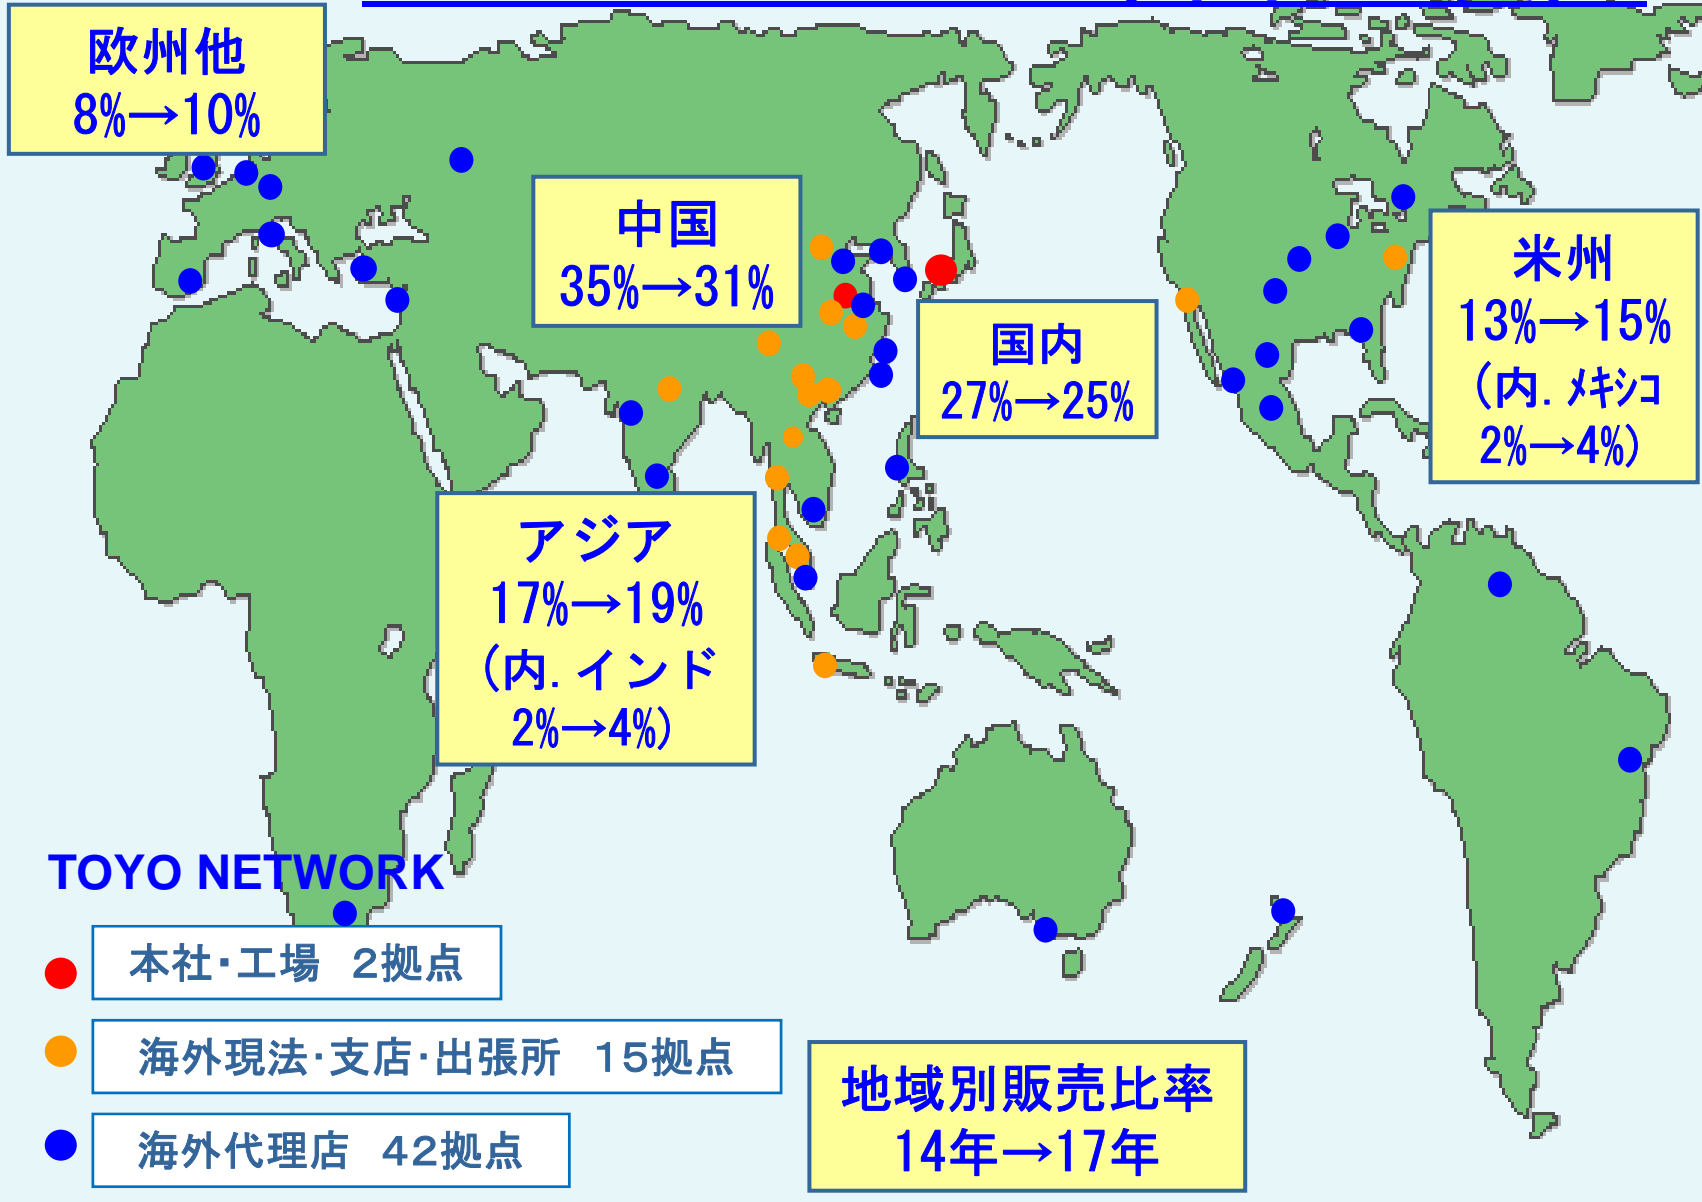 欧州他
8%→10%
中国
35%→31%
国内
27%→25%
米州
13%→15%
(内.ﾒｷｼｺ
2%→4%)
アジア
17%→19%
(内.インド
2%→4%)
TOYO NETWORK
本社・工場　2拠点
海外現法・支店・出張所　15拠点
海外代理店　42拠点
地域別販売比率
14年→17年